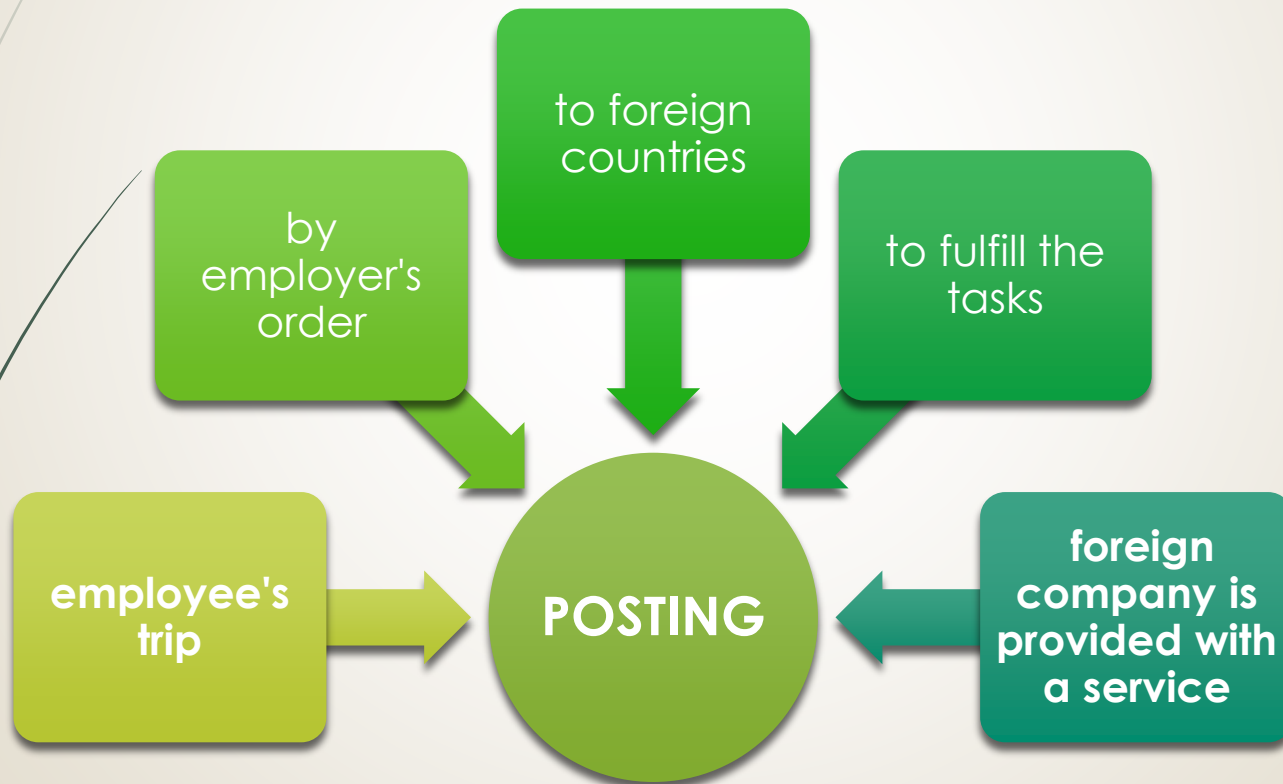 to foreign
countries
by
employer's
order
to fulfill the
tasks
employee's
trip
POSTING
foreign
company is
provided with
a service